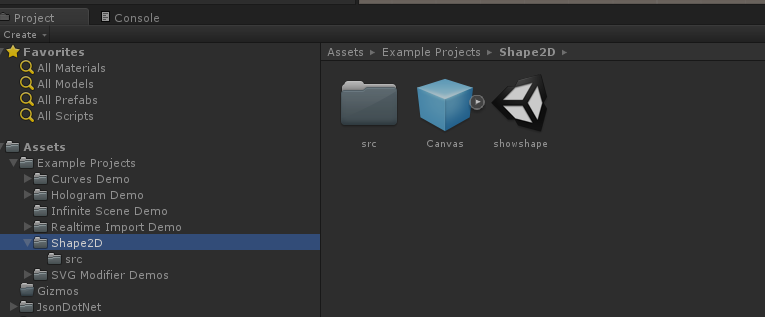 Project
Console
Create
Favorites
All Materials
All Models
All Prefabs
All Scripts
Assets
Example Projects
Curves Demo
Hologram Demo
Infinite Scene Demo
Realtime Import Demo
Shape2D
src
SVG Modifier Demos
Gizmos
JsonDotNet
Assets ▸ Example Projects ▸ Shape2D ▸
src
Canvas
showshape